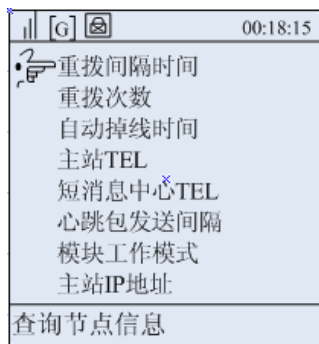 [G] 00:18:15
重拨间隔时间
重拨次数
自动掉线时间
主站TEL
短消息中心TEL
心跳包发送间隔
模块工作模式
主站IP地址
查询节点信息